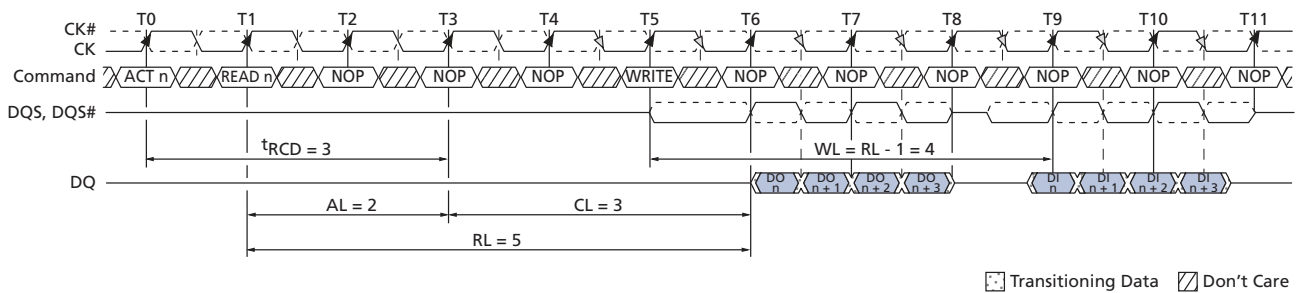 T0 T1 T2 T3 T4 T5 T6 T7 T8 T9 T10 T11
CK#
CK
Command ACT n READ n NOP NOP NOP WRITE NOP NOP NOP NOP NOP NOP
DQS, DQS#
tRCD = 3 WL = RL - 1 = 4
DQ DO n DO n + 1 DO n + 2 DO n + 3 DI n DI n + 1 DI n + 2 DI n + 3
AL = 2 CL = 3
RL = 5
Transitioning Data Don't Care